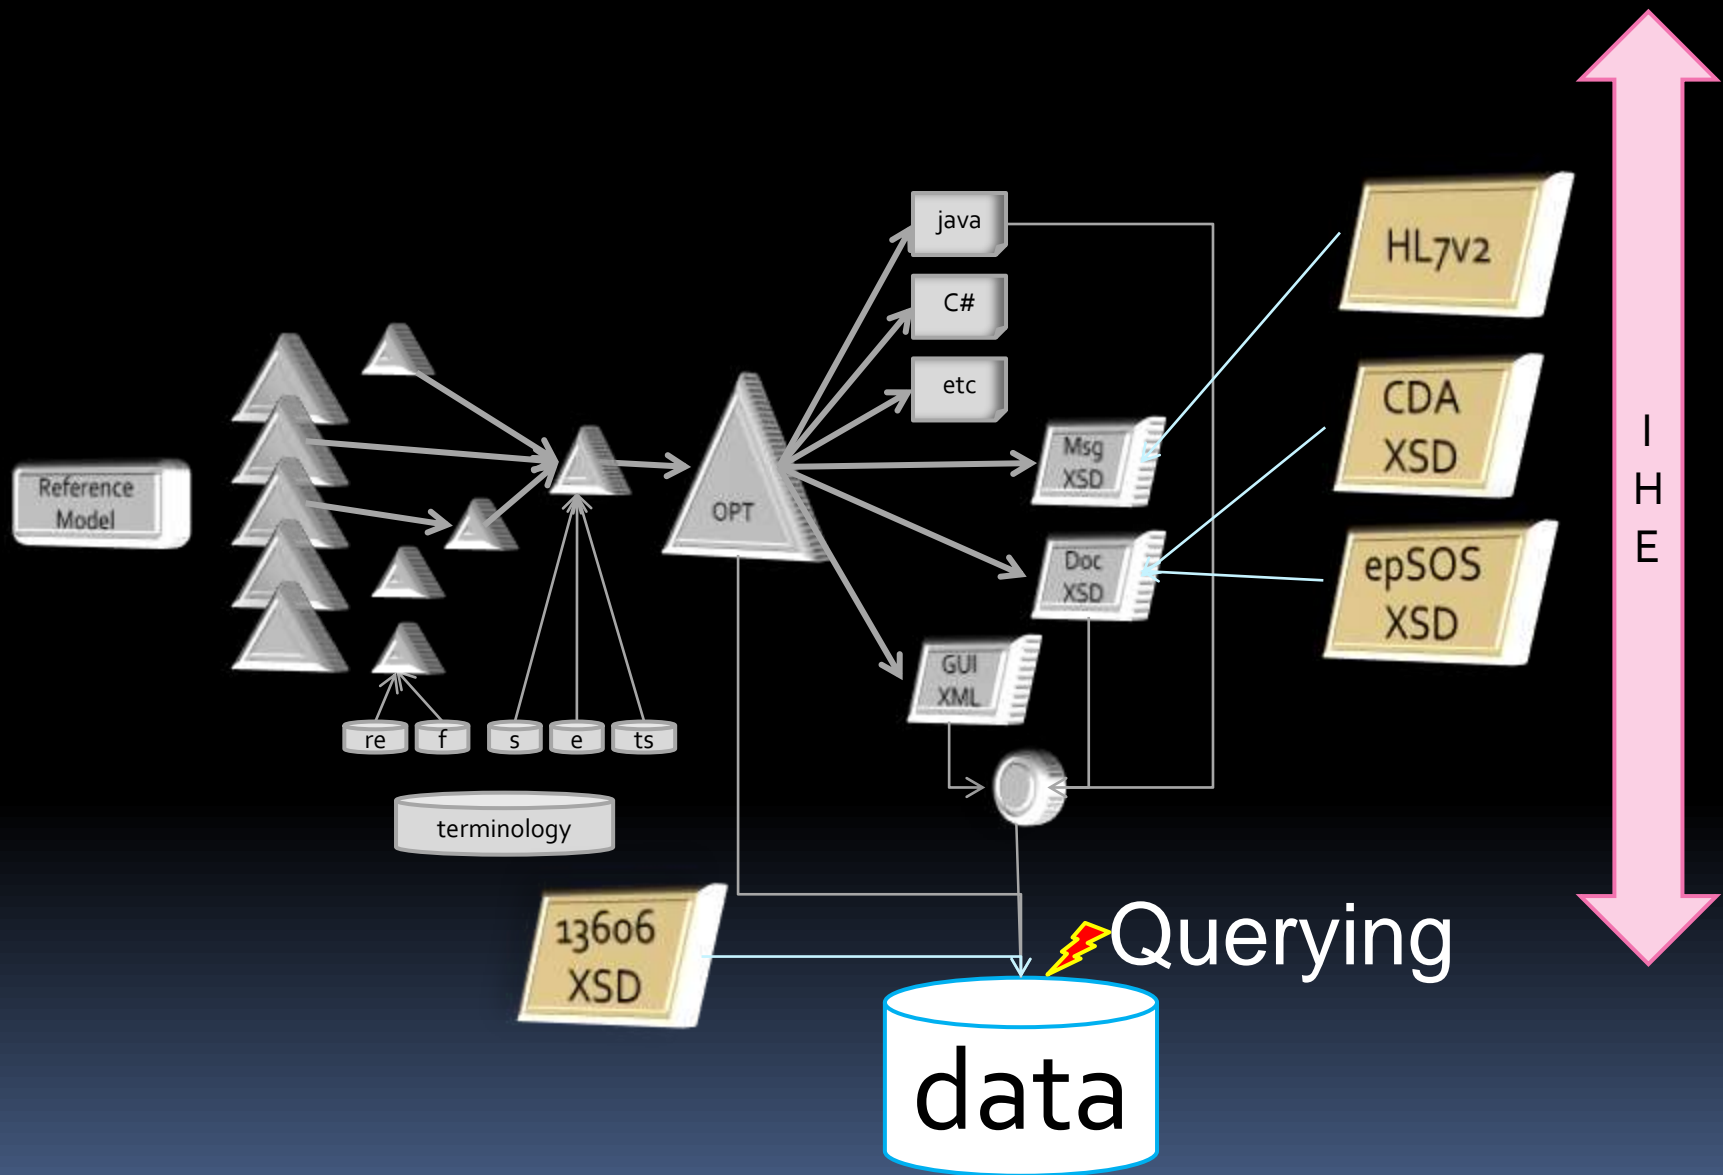 java
C#
etc
Reference
Model
OPT
Msg
XSD
Doc
XSD
GUI
XML
re
f
s
e
ts
terminology
HL7v2
CDA
XSD
epSOS
XSD
I
H
E
13606
XSD
Querying
data